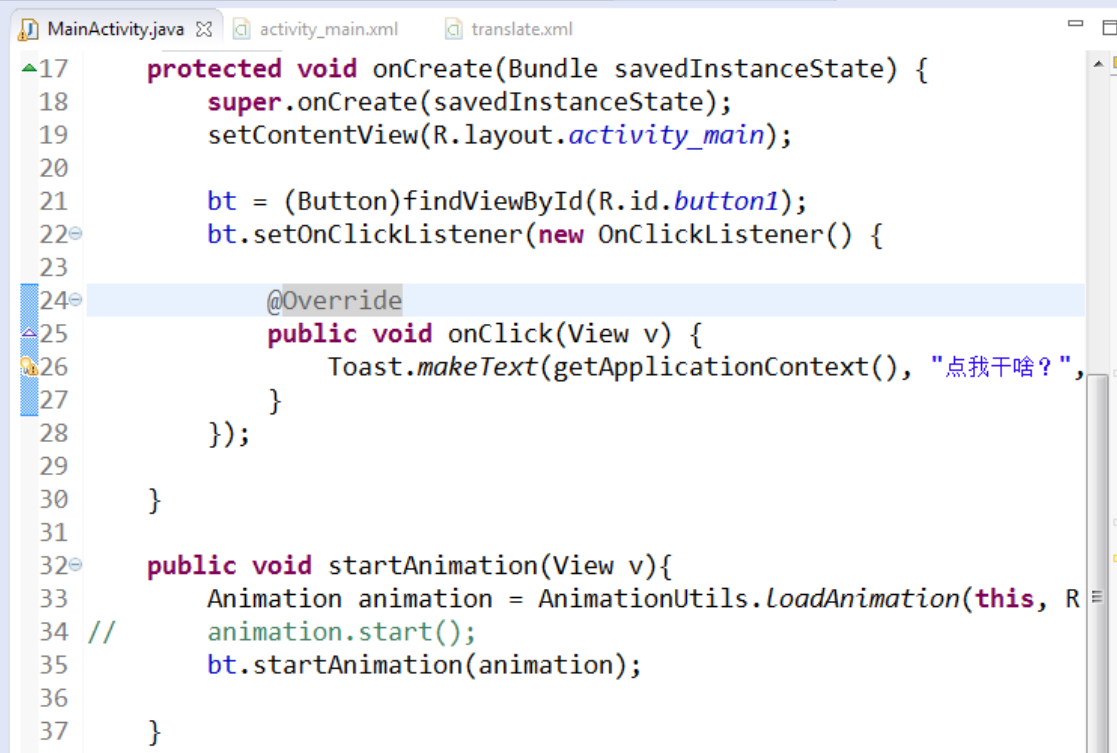 MainActivity.java activity_main.xml translate.xml
17 protected void onCreate(Bundle savedInstanceState) {
18 super.onCreate(savedInstanceState);
19 setContentView(R.layout.activity_main);
20
21 bt = (Button)findViewById(R.id.button1);
22 bt.setOnClickListener(new OnClickListener() {
23
24 @Override
25 public void onClick(View v) {
26 Toast.makeText(getApplicationContext(), "点我干啥？",
27 }
28 });
29
30 }
31
32 public void startAnimation(View v){
33 Animation animation = AnimationUtils.loadAnimation(this, R
34 // animation.start();
35 bt.startAnimation(animation);
36
37 }